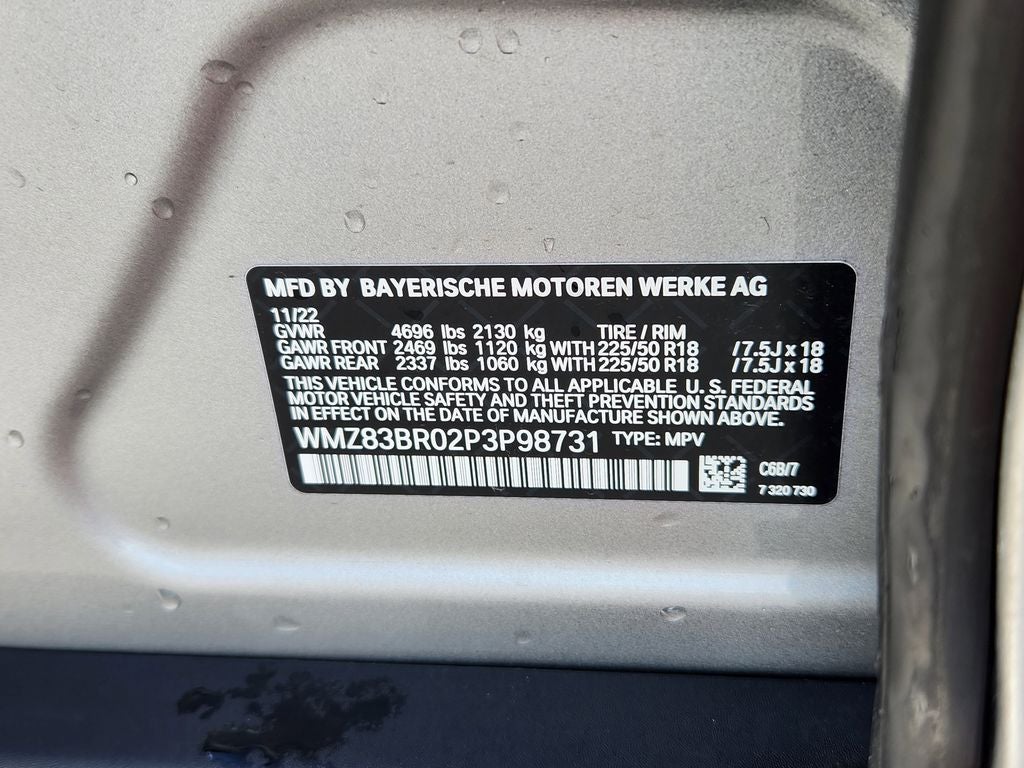 MFD BY BAYERISCHE MOTOREN WERKE AG
11/22
GVWR 4696 lbs 2130 kg TIRE / RIM
GAWR FRONT 2469 lbs 1120 kg WITH 225/50 R18 /7.5J x 18
GAWR REAR 2337 lbs 1060 kg WITH 225/50 R18 /7.5J x 18
THIS VEHICLE CONFORMS TO ALL APPLICABLE U. S. FEDERAL
MOTOR VEHICLE SAFETY AND THEFT PREVENTION STANDARDS
IN EFFECT ON THE DATE OF MANUFACTURE SHOWN ABOVE.
WMZ83BR02P3P98731 TYPE: MPV
C6B/7
7 320 730